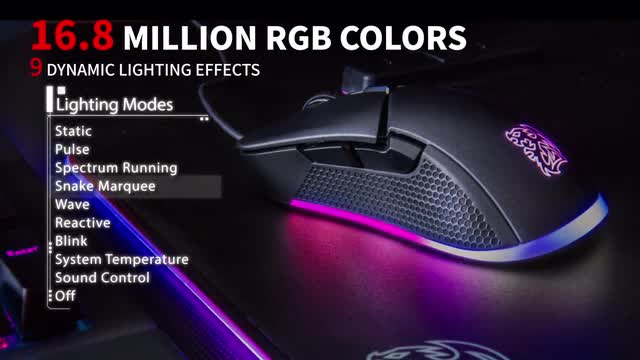 16.8 MILLION RGB COLORS
9 DYNAMIC LIGHTING EFFECTS
Lighting Modes
Static
Pulse
Spectrum Running
Snake Marquee
Wave
Reactive
Blink
System Temperature
Sound Control
Off